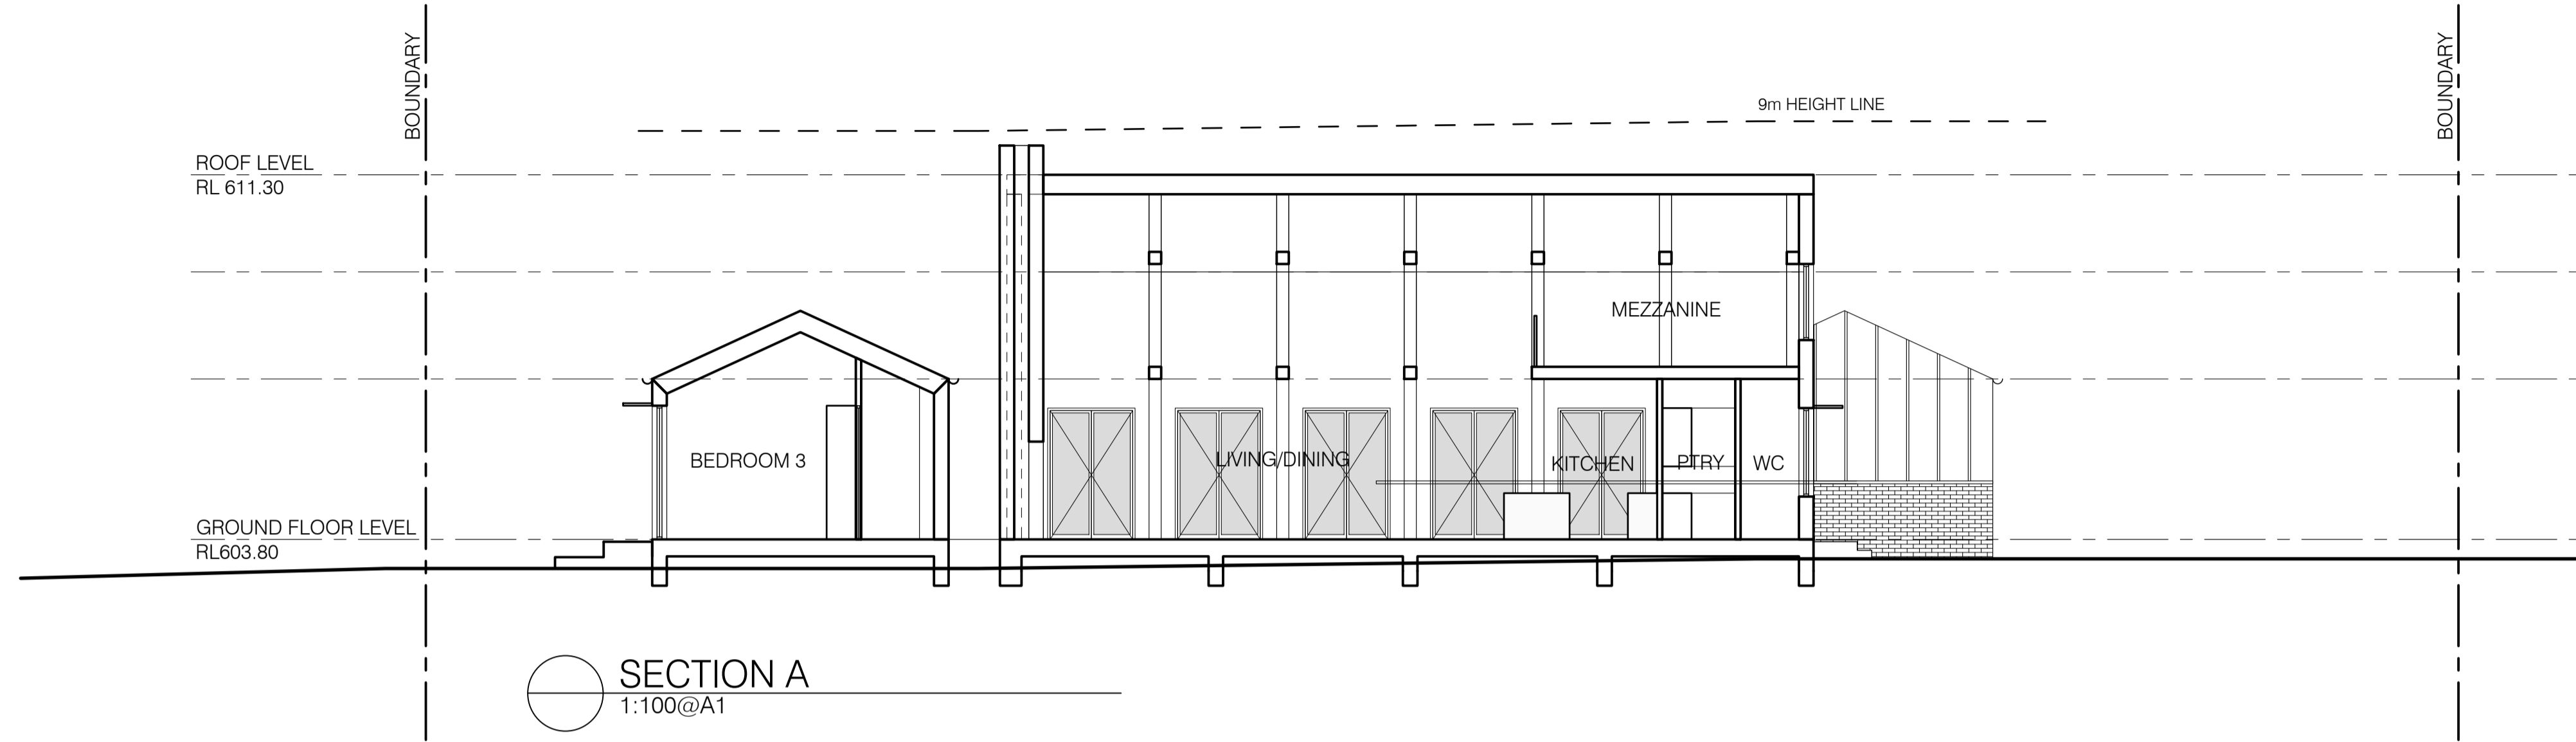 BOUNDARY
BOUNDARY
9m HEIGHT LINE
ROOF LEVEL
RL 611.30
MEZZANINE
BEDROOM 3
LIVING/DINING
KITCHEN
PTRY
WC
GROUND FLOOR LEVEL
RL603.80
SECTION A
1:100@A1